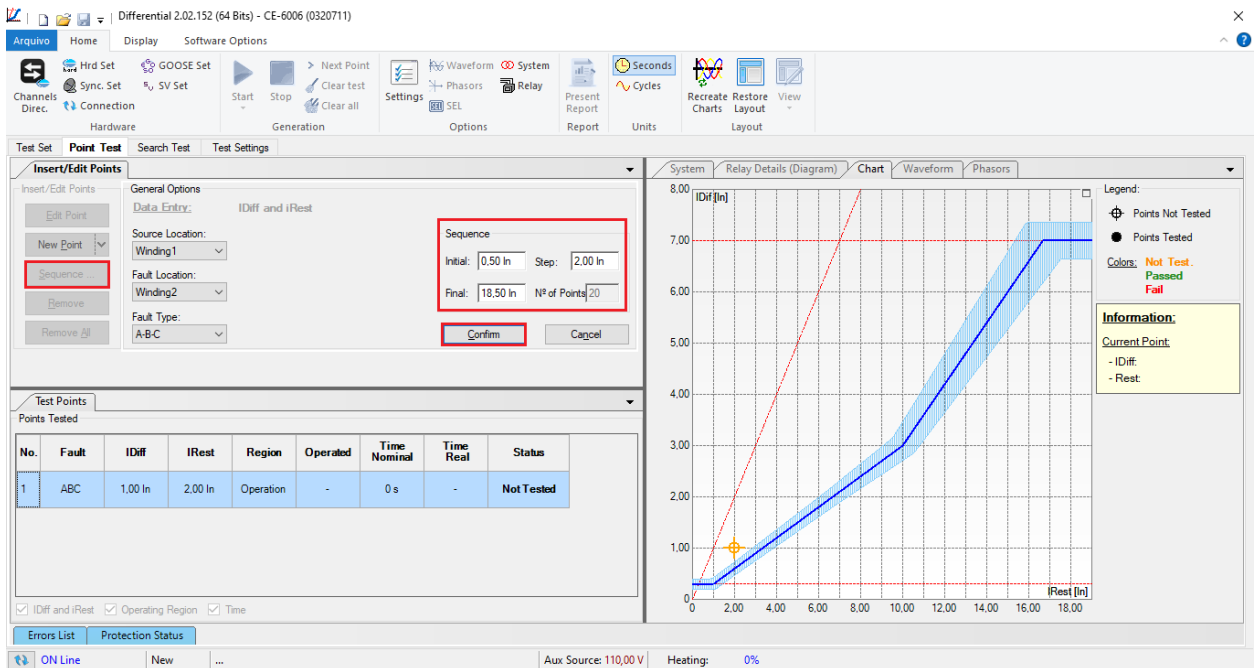 Differential 2.02.152 (64 Bits) - CE-6006 (0320711)
Arquivo Home Display Software Options
Channels Direc.
Hrd Set
Sync. Set
Connection
GOOSE Set
SV Set
Hardware
Start
Stop
Next Point
Clear test
Clear all
Generation
Settings
Waveform
Phasors
SEL
System
Relay
Options
Present Report
Report
Seconds
Cycles
Units
Recreate Charts
Restore Layout
View
Layout
Test Set Point Test Search Test Test Settings
Insert/Edit Points
Insert/Edit Points
Edit Point
New Point
Sequence ...
Remove
Remove All
General Options
Data Entry: IDiff and iRest
Source Location:
Winding1
Fault Location:
Winding2
Fault Type:
A-B-C
Sequence
Initial: 0,50 In Step: 2,00 In
Final: 18,50 In Nº of Points 20
Confirm Cancel
Test Points
Points Tested
No. Fault IDiff IRest Region Operated Time Nominal Time Real Status
1 ABC 1,00 In 2,00 In Operation - 0 s - Not Tested
IDiff and iRest Operating Region Time
System Relay Details (Diagram) Chart Waveform Phasors
IDif [In]
8,00
7,00
6,00
5,00
4,00
3,00
2,00
1,00
0
0 2,00 4,00 6,00 8,00 10,00 12,00 14,00 16,00 18,00
IRest [In]
Legend:
Points Not Tested
Points Tested
Colors: Not Test.
Passed
Fail
Information:
Current Point:
- IDiff:
- Rest:
Errors List Protection Status
ON Line New ... Aux Source: 110,00 V Heating: 0%